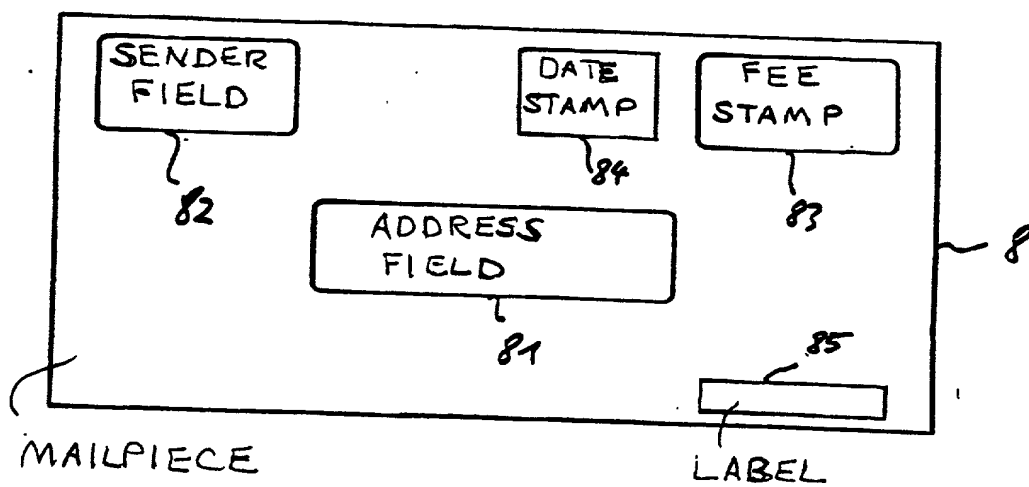 SENDER
FIELD
DATE
STAMP
FEE
STAMP
84
82
83
ADDRESS
FIELD
8
81
85
MAILPIECE
LABEL